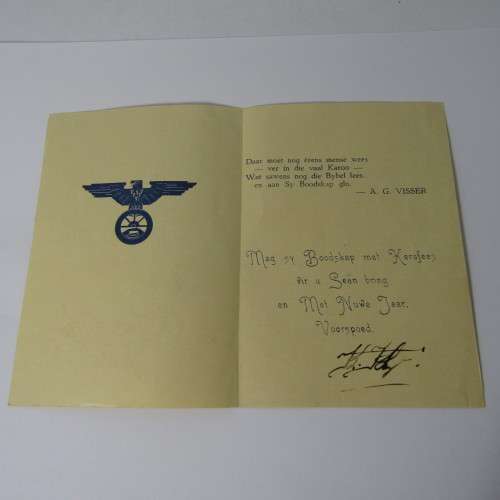 Daar moet nog êrens mense wees
— ver in die vaal Karoo —
Wat sawens nog die Bybel lees
en aan Sy Boodskap glo.
— A. G. VISSER
Mag sy Boodskap met Kersfees
vir u Seën bring
en Met Nuwe Jaar,
Voorspoed.